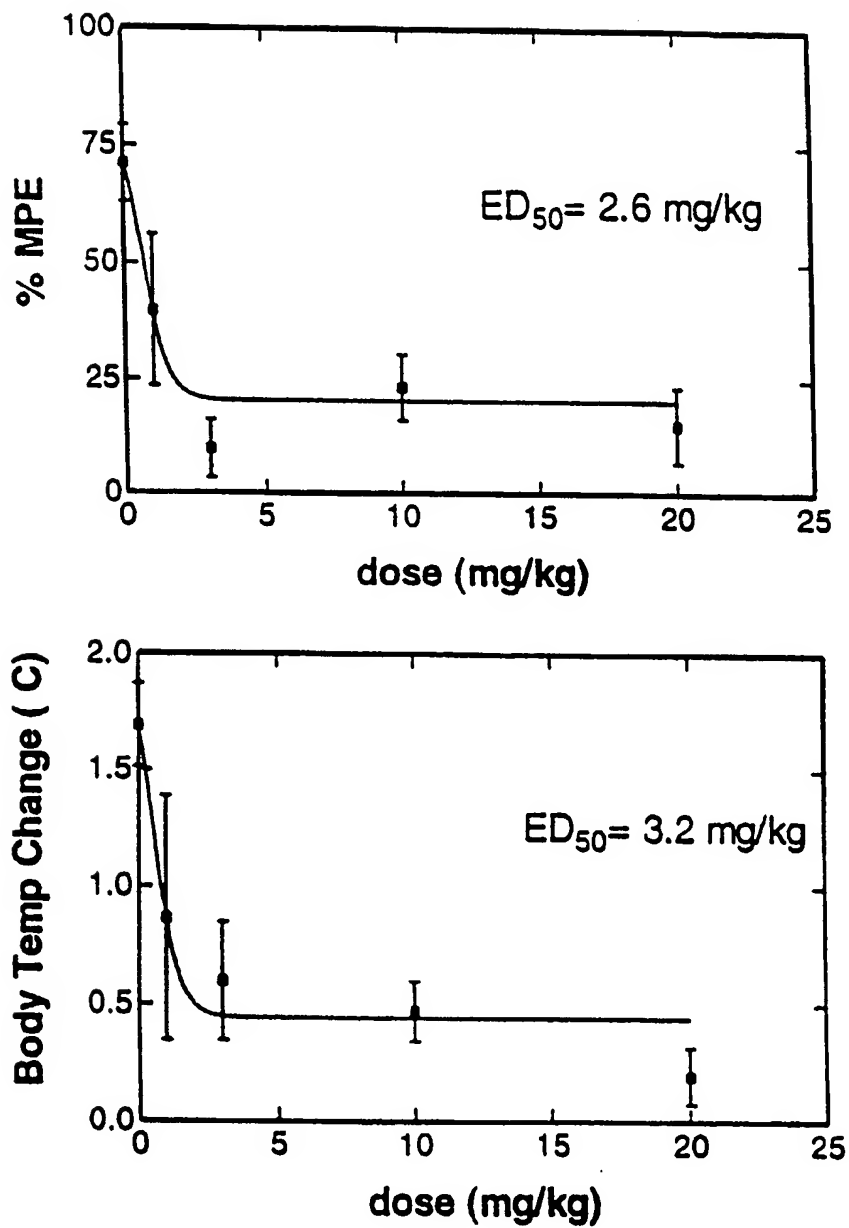 100
75
50
25
0
% MPE
ED50= 2.6 mg/kg
0 5 10 15 20 25
dose (mg/kg)
2.0
1.5
1.0
0.5
0.0
Body Temp Change ( C)
ED50= 3.2 mg/kg
0 5 10 15 20 25
dose (mg/kg)